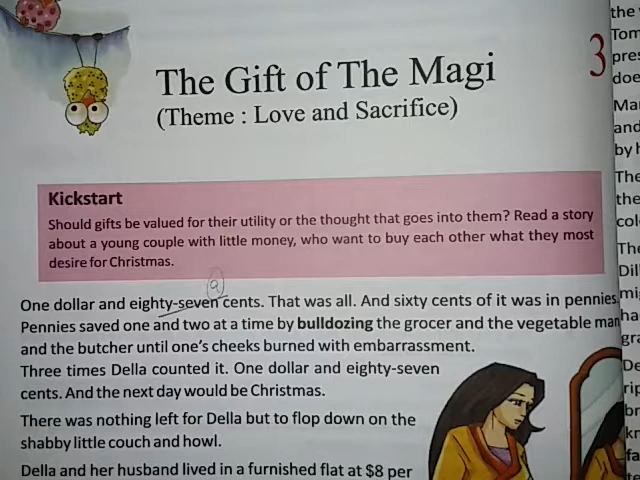 3
The Gift of The Magi
(Theme : Love and Sacrifice)
Kickstart
Should gifts be valued for their utility or the thought that goes into them? Read a story
about a young couple with little money, who want to buy each other what they most
desire for Christmas.
a
One dollar and eighty-seven cents. That was all. And sixty cents of it was in pennies.
Pennies saved one and two at a time by bulldozing the grocer and the vegetable man
and the butcher until one's cheeks burned with embarrassment.
Three times Della counted it. One dollar and eighty-seven
cents. And the next day would be Christmas.
There was nothing left for Della but to flop down on the
shabby little couch and howl.
Della and her husband lived in a furnished flat at $8 per
the
Tom
The
the
The